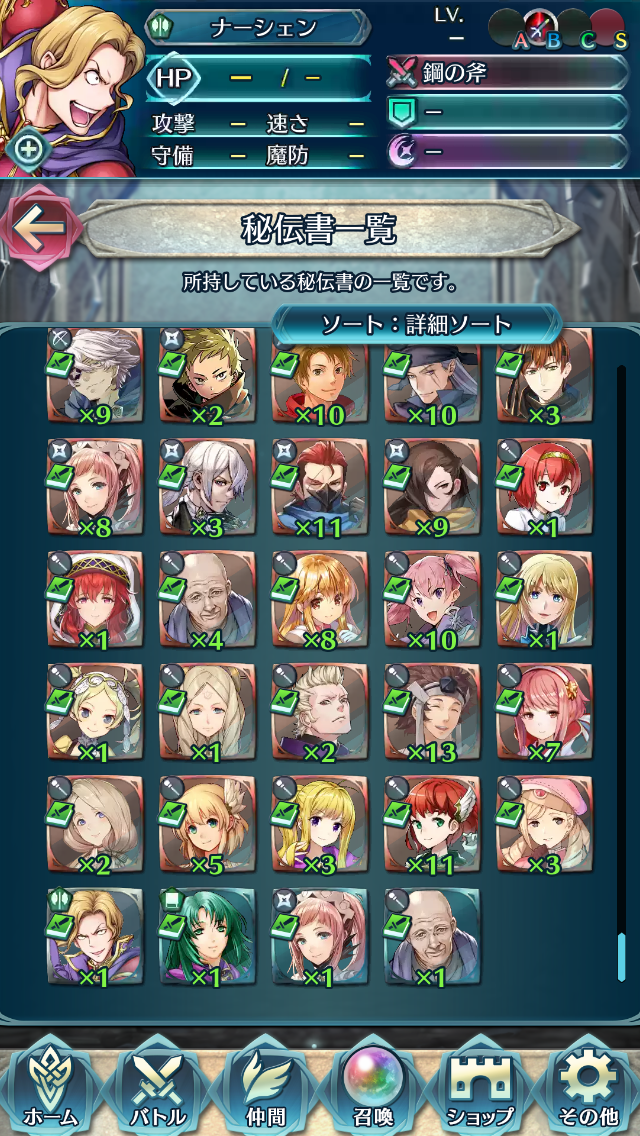 ナーシェン
LV. –
A B C S
HP – / –
鋼の斧
攻撃 – 速さ –
–
守備 – 魔防 –
–
秘伝書一覧
所持している秘伝書の一覧です。
ソート：詳細ソート
×9 ×2 ×10 ×10 ×3
×8 ×3 ×11 ×9 ×1
×1 ×4 ×8 ×10 ×1
×1 ×1 ×2 ×13 ×7
×2 ×5 ×3 ×11 ×3
×1 ×1 ×1 ×1
ホーム バトル 仲間 召喚 ショップ その他